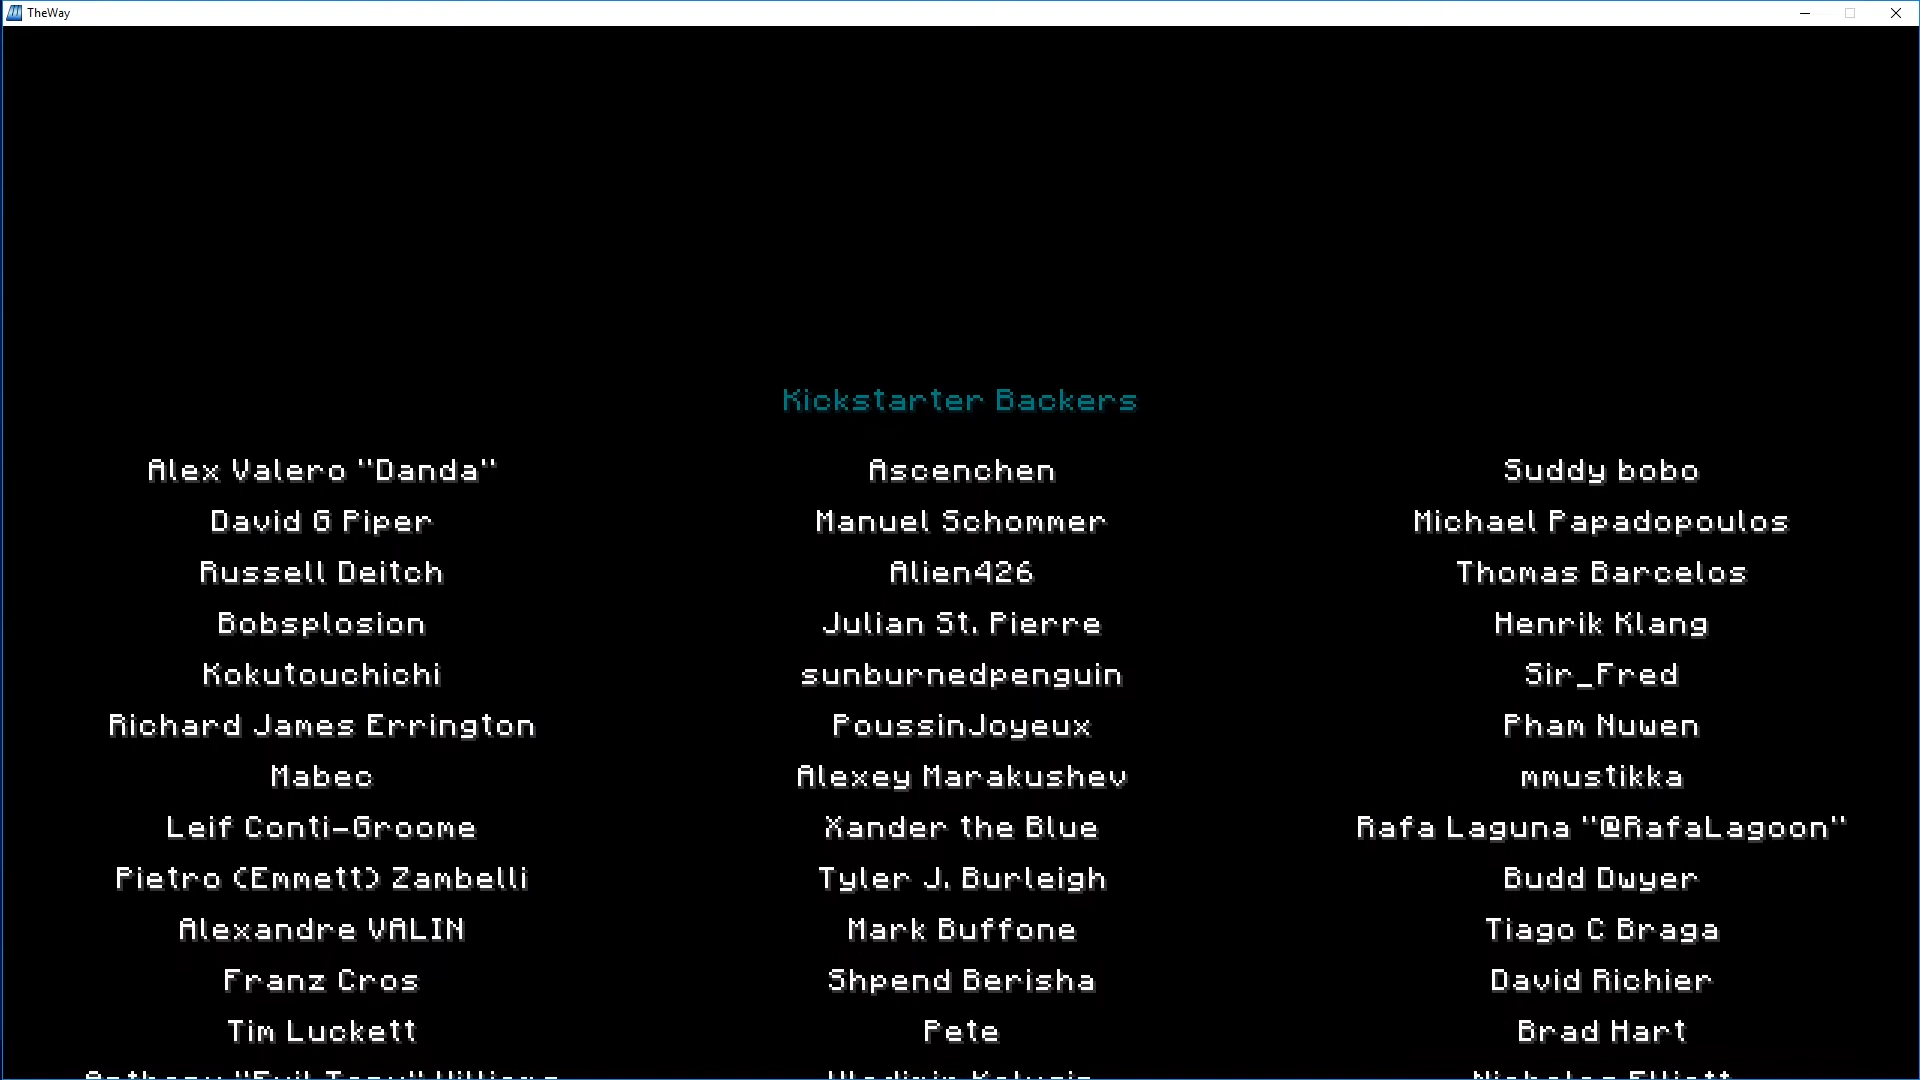 TheWay
Kickstarter Backers
Alex Valero "Danda" Ascenchen Suddy bobo
David G Piper Manuel Schommer Michael Papadopoulos
Russell Deitch Alien426 Thomas Barcelos
Bobsplosion Julian St. Pierre Henrik Klang
Kokutouchichi sunburnedpenguin Sir_Fred
Richard James Errington PoussinJoyeux Pham Nuwen
Mabec Alexey Marakushev mmustikka
Leif Conti-Groome Xander the Blue Rafa Laguna "@RafaLagoon"
Pietro (Emmett) Zambelli Tyler J. Burleigh Budd Dwyer
Alexandre VALIN Mark Buffone Tiago C Braga
Franz Cros Shpend Berisha David Richier
Tim Luckett Pete Brad Hart